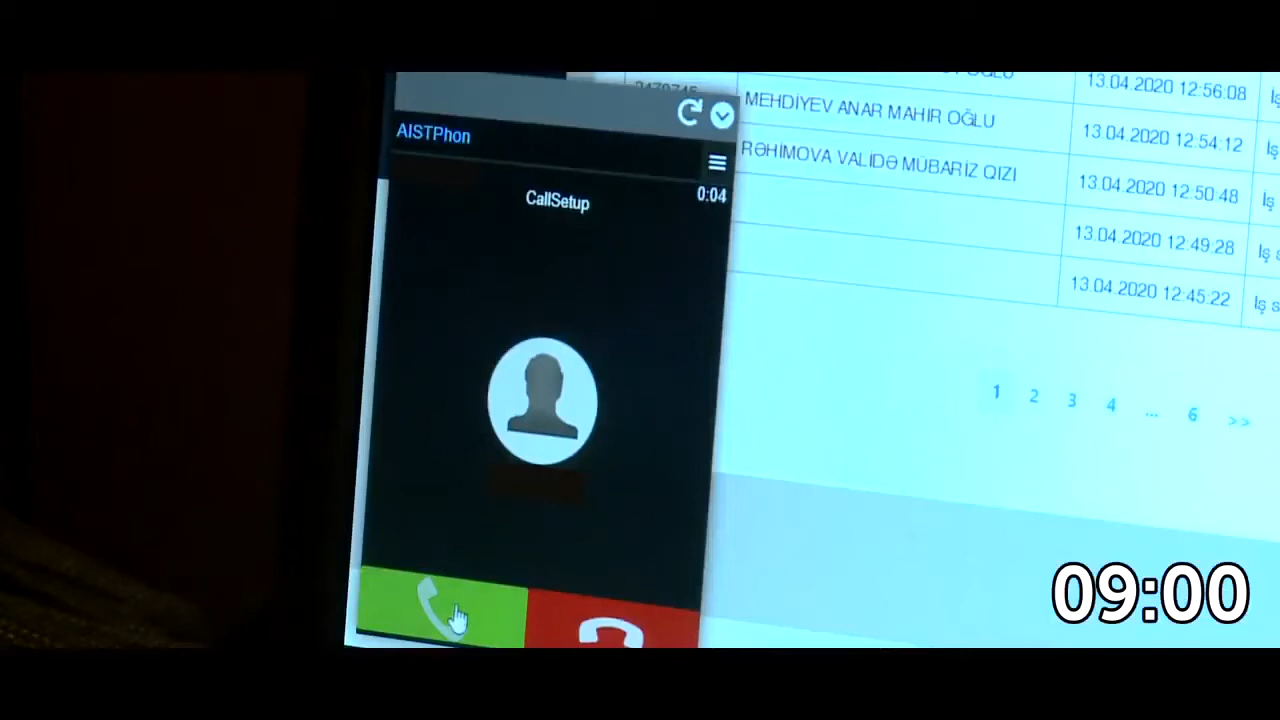 OĞLU
13.04.2020 12:56:08
MEHDİYEV ANAR MAHİR OĞLU
13.04.2020 12:54:12
İş
AISTPhon
RƏHİMOVA VALİDƏ MÜBARİZ QIZI
13.04.2020 12:50:48
İş
CallSetup
0:04
13.04.2020 12:49:28
İş s
13.04.2020 12:45:22
İş s
1 2 3 4 ... 6 >>
09:00